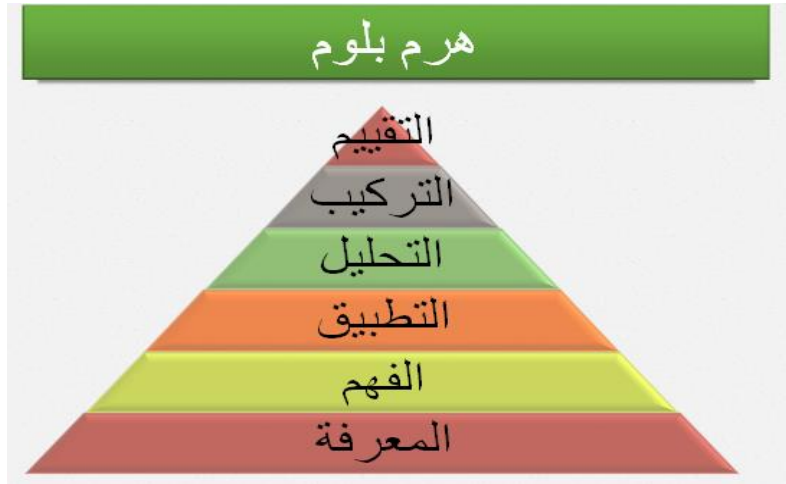 هرم بلوم
التقييم
التركيب
التحليل
التطبيق
الفهم
المعرفة